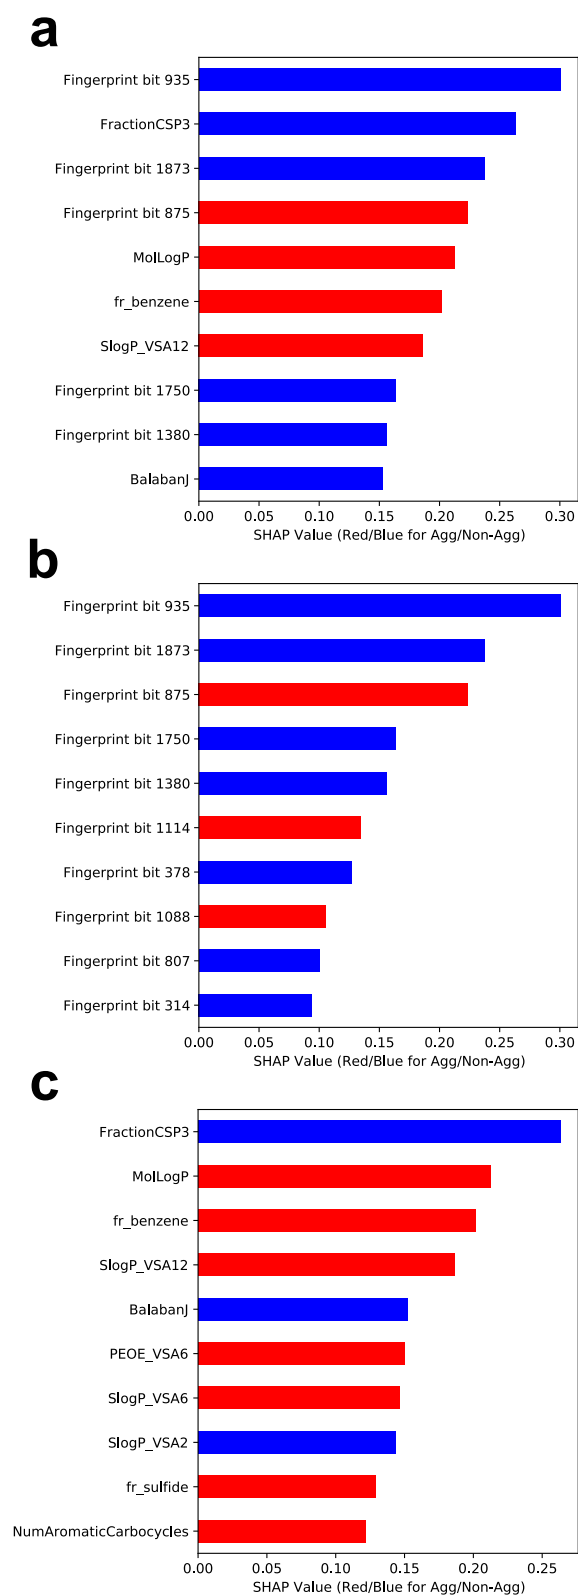 a
Fingerprint bit 935
FractionCSP3
Fingerprint bit 1873
Fingerprint bit 875
MolLogP
fr_benzene
SlogP_VSA12
Fingerprint bit 1750
Fingerprint bit 1380
BalabanJ
0.00 0.05 0.10 0.15 0.20 0.25 0.30
SHAP Value (Red/Blue for Agg/Non-Agg)
b
Fingerprint bit 935
Fingerprint bit 1873
Fingerprint bit 875
Fingerprint bit 1750
Fingerprint bit 1380
Fingerprint bit 1114
Fingerprint bit 378
Fingerprint bit 1088
Fingerprint bit 807
Fingerprint bit 314
0.00 0.05 0.10 0.15 0.20 0.25 0.30
SHAP Value (Red/Blue for Agg/Non-Agg)
c
FractionCSP3
MolLogP
fr_benzene
SlogP_VSA12
BalabanJ
PEOE_VSA6
SlogP_VSA6
SlogP_VSA2
fr_sulfide
NumAromaticCarbocycles
0.00 0.05 0.10 0.15 0.20 0.25
SHAP Value (Red/Blue for Agg/Non-Agg)